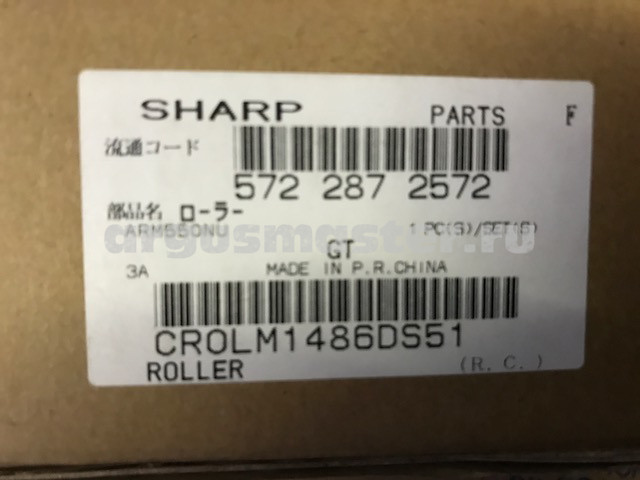 SHARP PARTS F
流通コード
572 287 2572
部品名 ローラー
ARM550NU 1 PC(S)/SET(S)
argusmaster.ru
GT
3A MADE IN P.R.CHINA
CROLM1486DS51
ROLLER (R. C. )